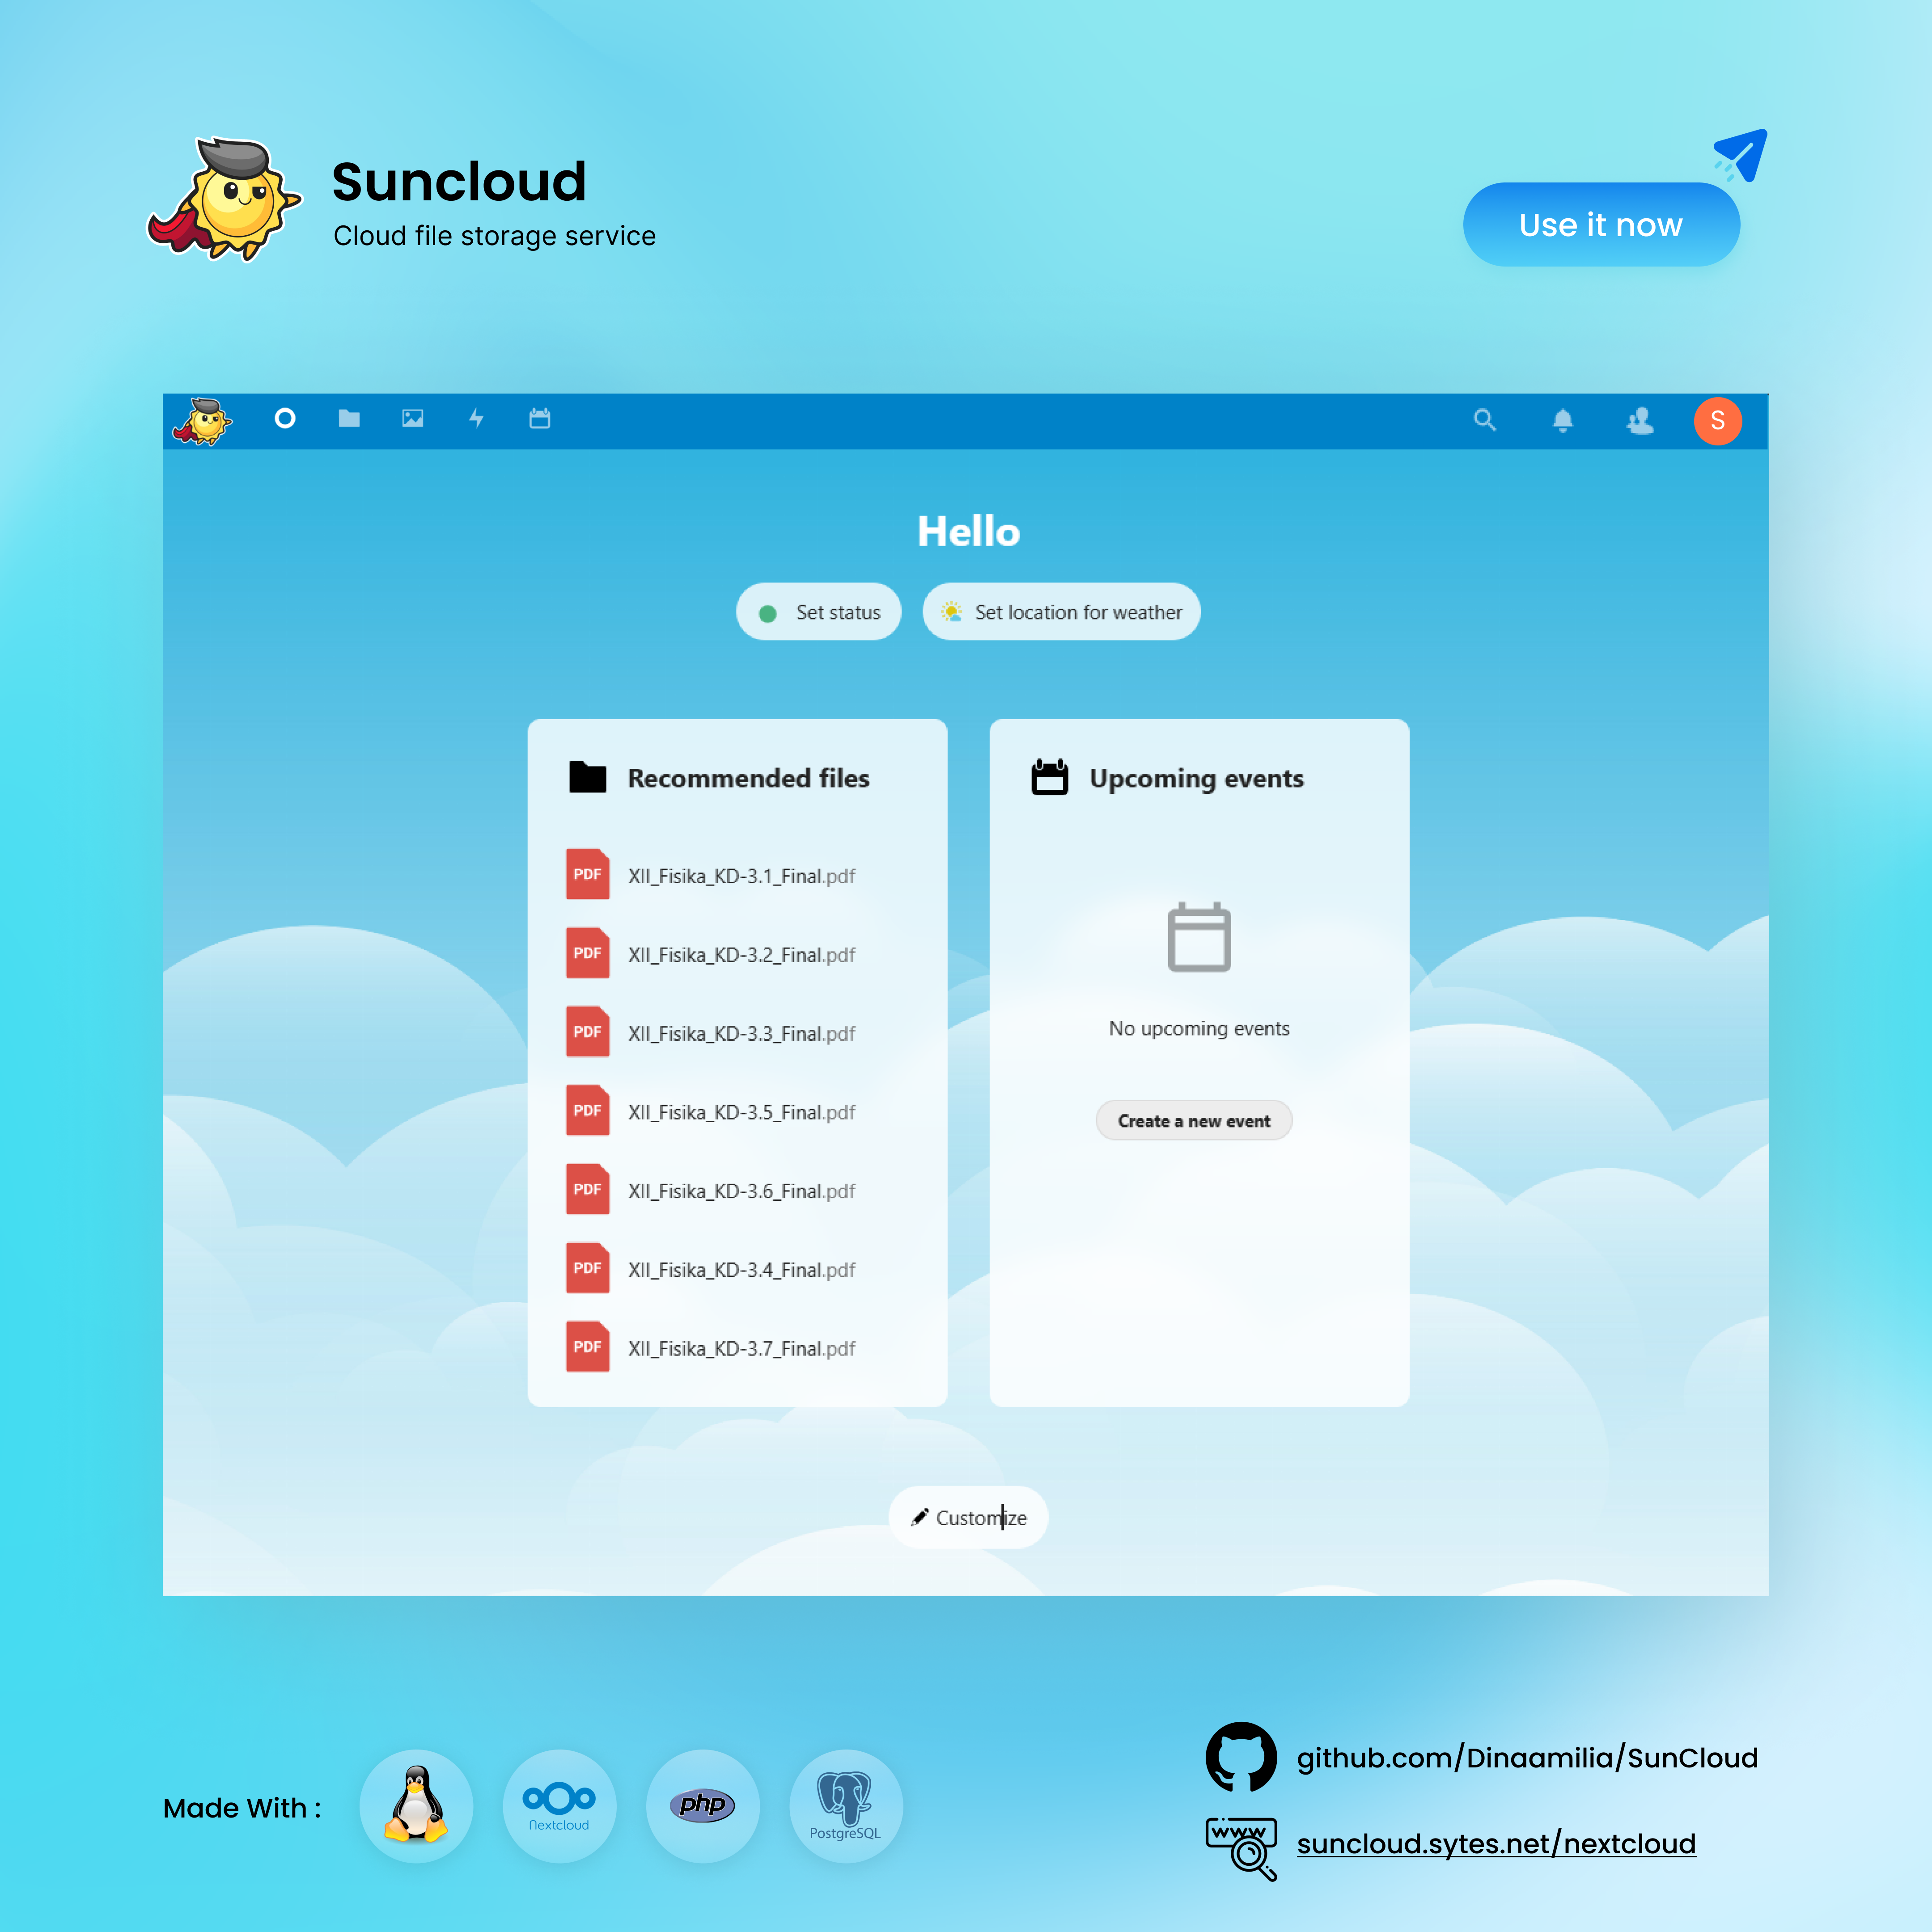 Suncloud
Cloud file storage service
Use it now
S
Hello
Set status
Set location for weather
Recommended files
PDF XII_Fisika_KD-3.1_Final.pdf
PDF XII_Fisika_KD-3.2_Final.pdf
PDF XII_Fisika_KD-3.3_Final.pdf
PDF XII_Fisika_KD-3.5_Final.pdf
PDF XII_Fisika_KD-3.6_Final.pdf
PDF XII_Fisika_KD-3.4_Final.pdf
PDF XII_Fisika_KD-3.7_Final.pdf
Upcoming events
No upcoming events
Create a new event
Customize
Made With :
Nextcloud
php
PostgreSQL
github.com/Dinaamilia/SunCloud
www
suncloud.sytes.net/nextcloud